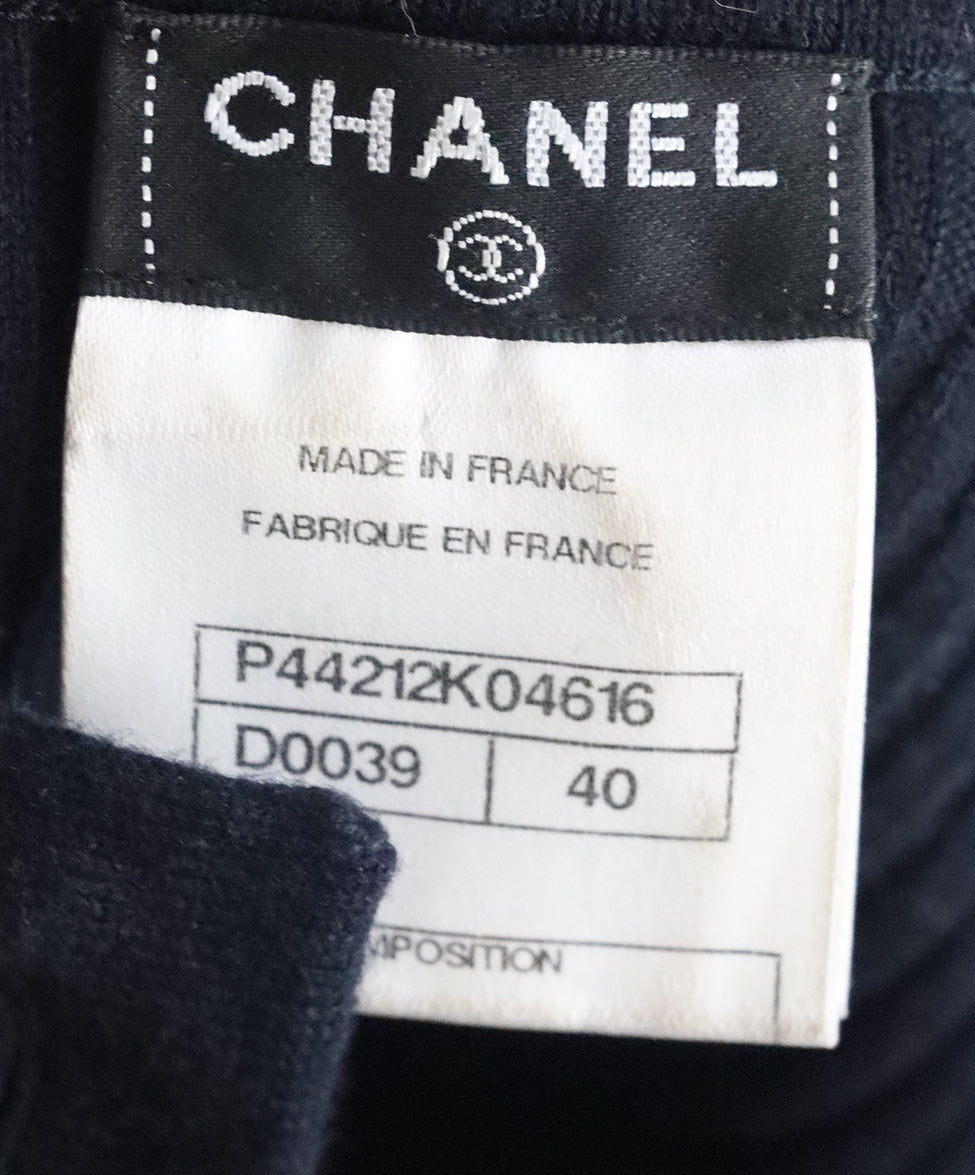 CHANEL
MADE IN FRANCE
FABRIQUE EN FRANCE
P44212K04616
D0039 40
MPOSITION